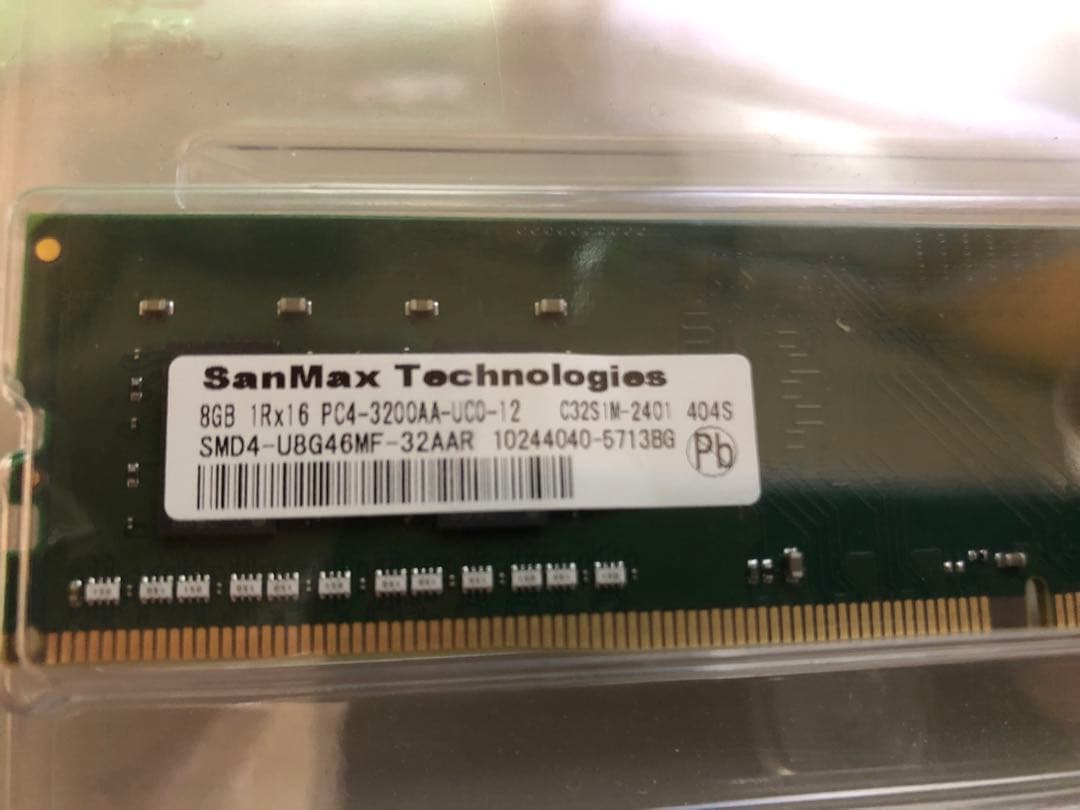 SanMax Technologies
8GB 1Rx16 PC4-3200AA-UC0-12 C32S1M-2401 404S
SMD4-U8G46MF-32AAR 10244040-5713BG
Pb